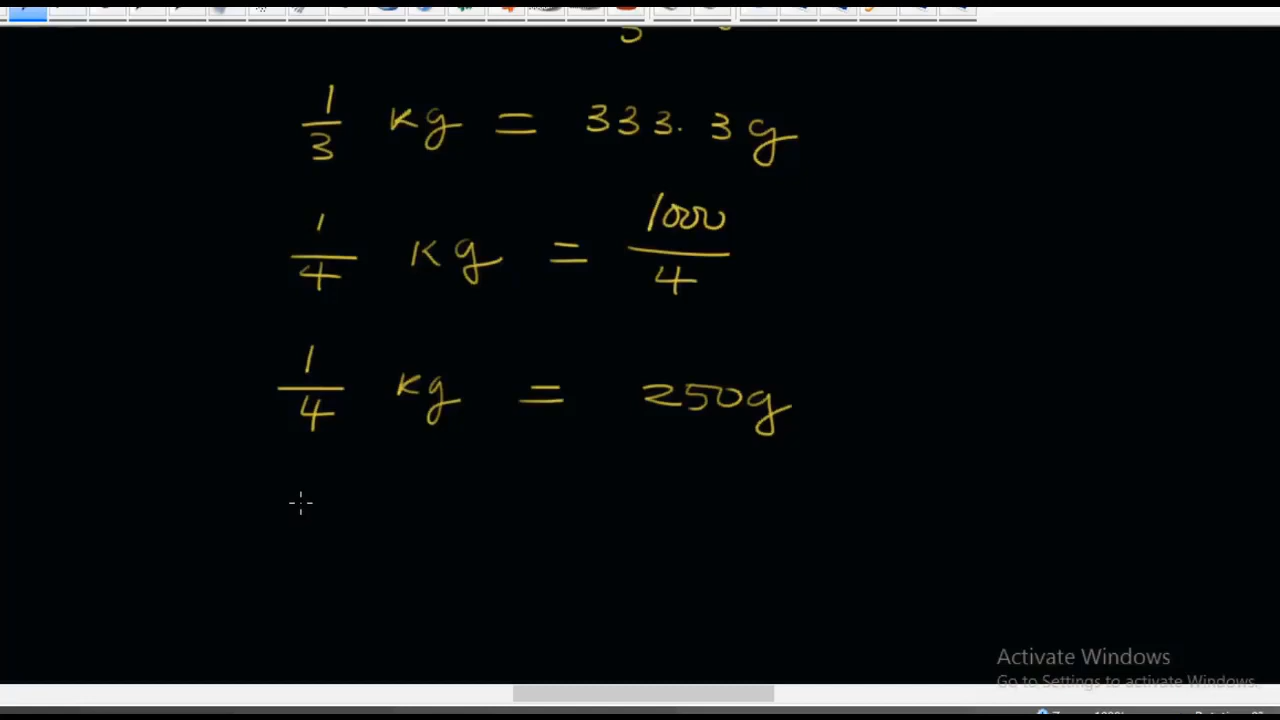 1/3 kg = 333.3g
1/4 kg = 1000/4
1/4 kg = 250g
Activate Windows
Go to Settings to activate Windows.